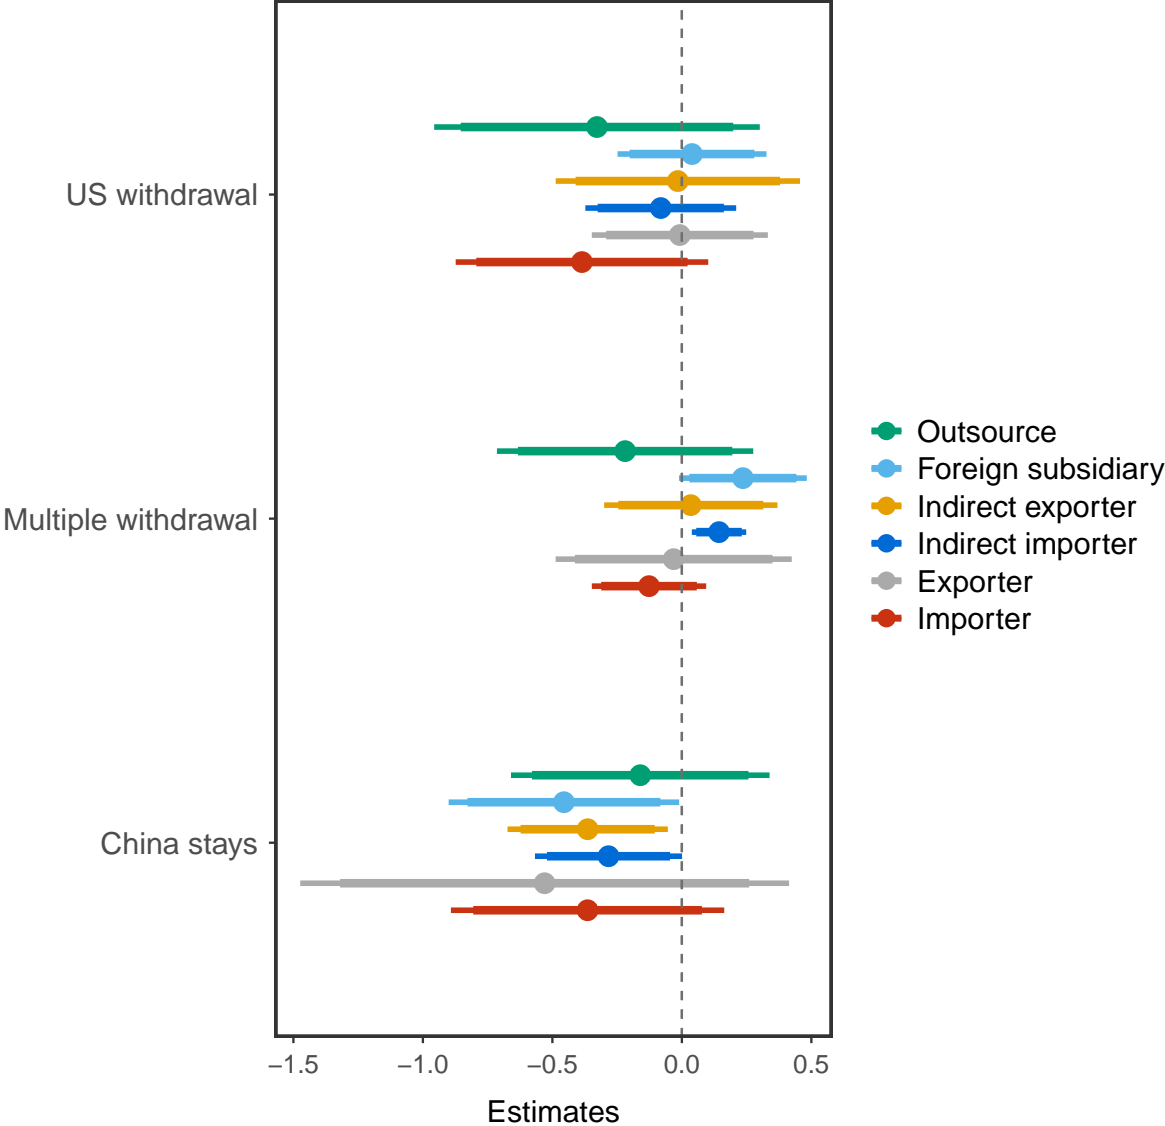 US withdrawal
Multiple withdrawal
China stays
Outsource
Foreign subsidiary
Indirect exporter
Indirect importer
Exporter
Importer
−1.5 −1.0 −0.5 0.0 0.5
Estimates